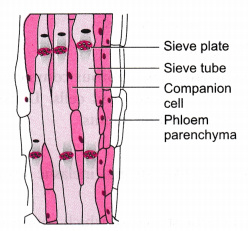 Sieve plate
Sieve tube
Companion
cell
Phloem
parenchyma